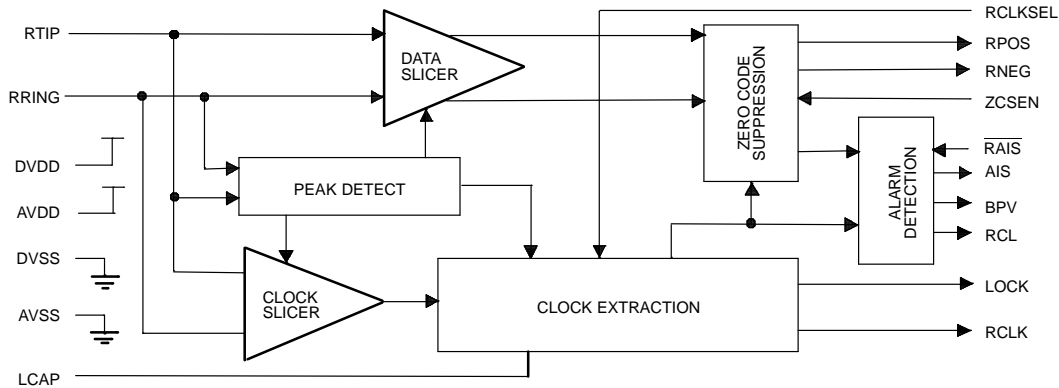 RTIP
RRING
DVDD
AVDD
DVSS
AVSS
LCAP
DATA
SLICER
PEAK DETECT
CLOCK
SLICER
CLOCK EXTRACTION
ZERO CODE
SUPPRESSION
ALARM
DETECTION
RCLKSEL
RPOS
RNEG
ZCSEN
RAIS
AIS
BPV
RCL
LOCK
RCLK